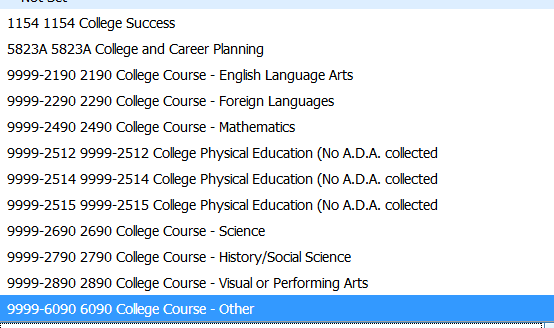 Not Set
1154 1154 College Success
5823A 5823A College and Career Planning
9999-2190 2190 College Course - English Language Arts
9999-2290 2290 College Course - Foreign Languages
9999-2490 2490 College Course - Mathematics
9999-2512 9999-2512 College Physical Education (No A.D.A. collected
9999-2514 9999-2514 College Physical Education (No A.D.A. collected
9999-2515 9999-2515 College Physical Education (No A.D.A. collected
9999-2690 2690 College Course - Science
9999-2790 2790 College Course - History/Social Science
9999-2890 2890 College Course - Visual or Performing Arts
9999-6090 6090 College Course - Other